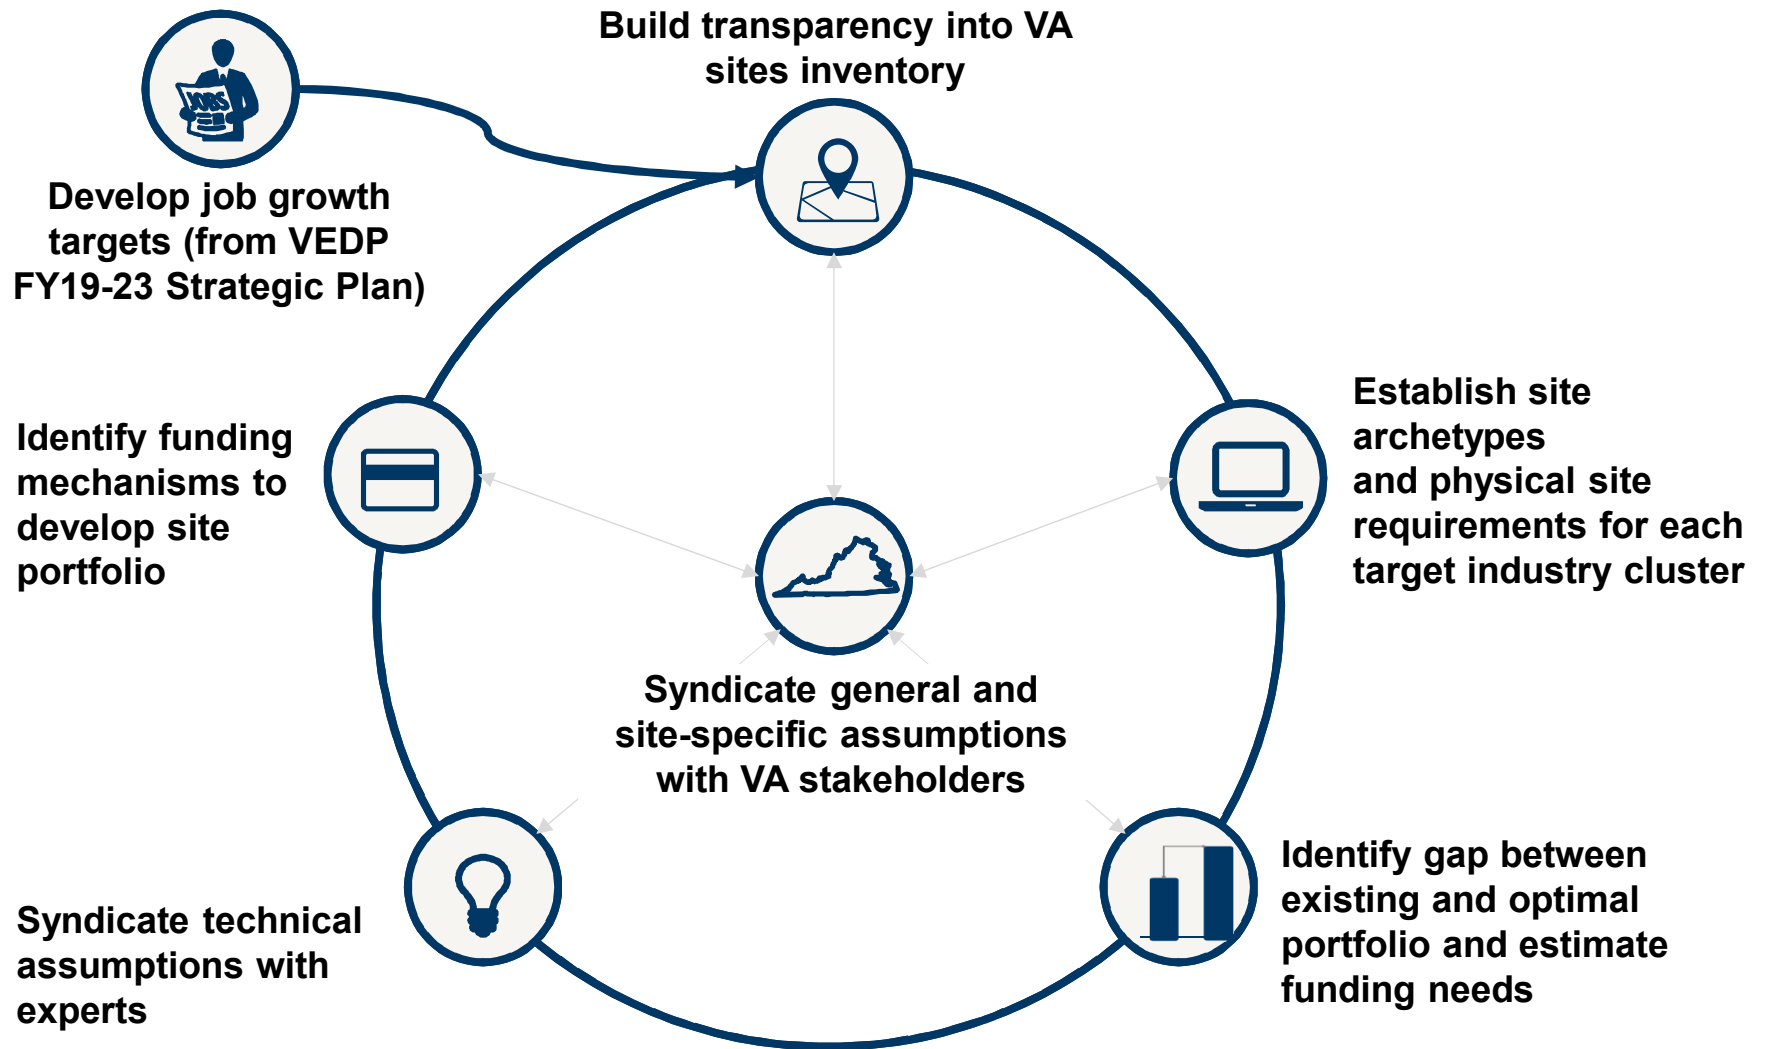 Build transparency into VA
sites inventory
JOBS
Develop job growth
targets (from VEDP
FY19-23 Strategic Plan)
Establish site
archetypes
and physical site
requirements for each
target industry cluster
Identify funding
mechanisms to
develop site
portfolio
Syndicate general and
site-specific assumptions
with VA stakeholders
Identify gap between
existing and optimal
portfolio and estimate
funding needs
Syndicate technical
assumptions with
experts